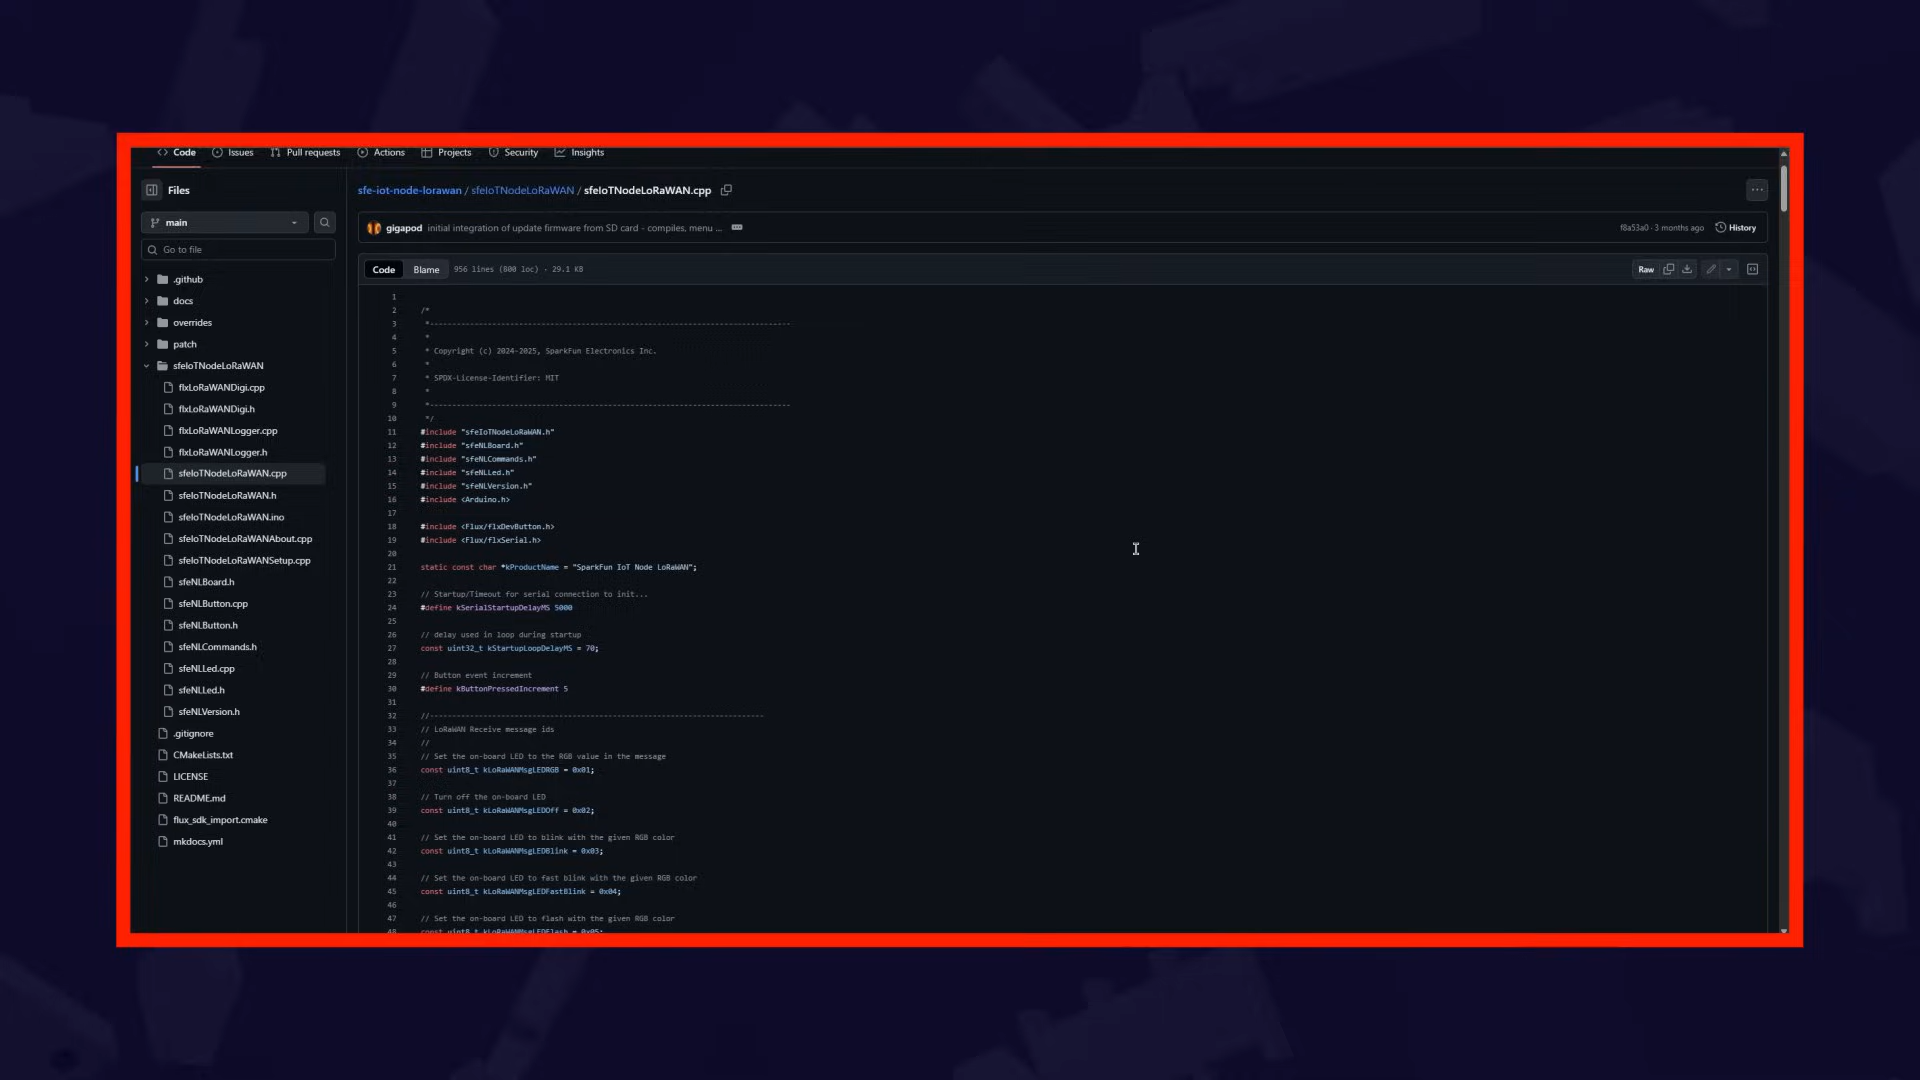 Code Issues Pull requests Actions Projects Security Insights
Files
main
Go to file
.github
docs
overrides
patch
sfeIoTNodeLoRaWAN
flxLoRaWANDigi.cpp
flxLoRaWANDigi.h
flxLoRaWANLogger.cpp
flxLoRaWANLogger.h
sfeIoTNodeLoRaWAN.cpp
sfeIoTNodeLoRaWAN.h
sfeIoTNodeLoRaWAN.ino
sfeIoTNodeLoRaWANAbout.cpp
sfeIoTNodeLoRaWANSetup.cpp
sfeNLBoard.h
sfeNLButton.cpp
sfeNLButton.h
sfeNLCommands.h
sfeNLLed.cpp
sfeNLLed.h
sfeNLVersion.h
.gitignore
CMakeLists.txt
LICENSE
README.md
flux_sdk_import.cmake
mkdocs.yml
sfe-iot-node-lorawan / sfeIoTNodeLoRaWAN / sfeIoTNodeLoRaWAN.cpp
gigapod initial integration of update firmware from SD card - compiles, menu ...
f8a53a0 · 3 months ago History
Code Blame 956 lines (800 loc) · 29.1 KB
Raw
1
2 /*
3 *---------------------------------------------------------------------------------
4 *
5 * Copyright (c) 2024-2025, SparkFun Electronics Inc.
6 *
7 * SPDX-License-Identifier: MIT
8 *
9 *---------------------------------------------------------------------------------
10 */
11 #include "sfeIoTNodeLoRaWAN.h"
12 #include "sfeNLBoard.h"
13 #include "sfeNLCommands.h"
14 #include "sfeNLLed.h"
15 #include "sfeNLVersion.h"
16 #include <Arduino.h>
17
18 #include <Flux/flxDevButton.h>
19 #include <Flux/flxSerial.h>
20
21 static const char *kProductName = "SparkFun IoT Node LoRaWAN";
22
23 // Startup/Timeout for serial connection to init...
24 #define kSerialStartupDelayMS 5000
25
26 // delay used in loop during startup
27 const uint32_t kStartupLoopDelayMS = 70;
28
29 // Button event increment
30 #define kButtonPressedIncrement 5
31
32 //---------------------------------------------------------------------------
33 // LoRaWAN Receive message ids
34 //
35 // Set the on-board LED to the RGB value in the message
36 const uint8_t kLoRaWANMsgLEDRGB = 0x01;
37
38 // Turn off the on-board LED
39 const uint8_t kLoRaWANMsgLEDOff = 0x02;
40
41 // Set the on-board LED to blink with the given RGB color
42 const uint8_t kLoRaWANMsgLEDBlink = 0x03;
43
44 // Set the on-board LED to fast blink with the given RGB color
45 const uint8_t kLoRaWANMsgLEDFastBlink = 0x04;
46
47 // Set the on-board LED to flash with the given RGB color
48 const uint8_t kLoRaWANMsgLEDFlash = 0x05;